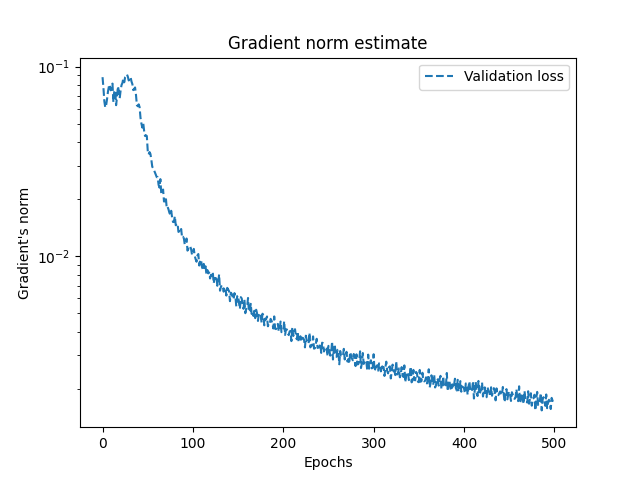 Gradient norm estimate
Validation loss
Gradient's norm
10⁻¹
10⁻²
0 100 200 300 400 500
Epochs